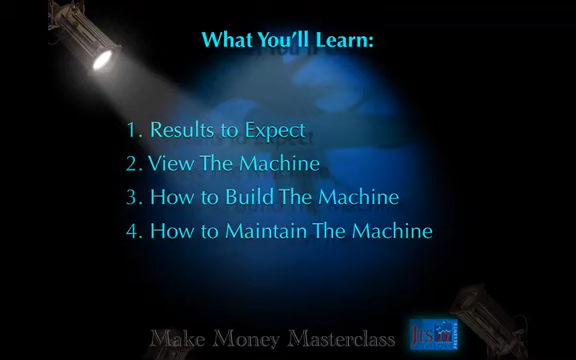 What You'll Learn:
1. Results to Expect
2. View The Machine
3. How to Build The Machine
4. How to Maintain The Machine
Make Money Masterclass
PRESENTS